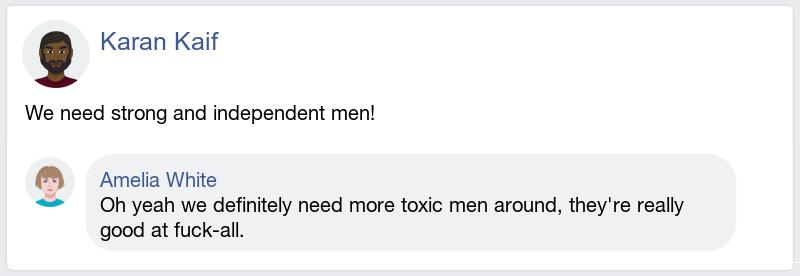 Karan Kaif
We need strong and independent men!
Amelia White
Oh yeah we definitely need more toxic men around, they're really
good at fuck-all.